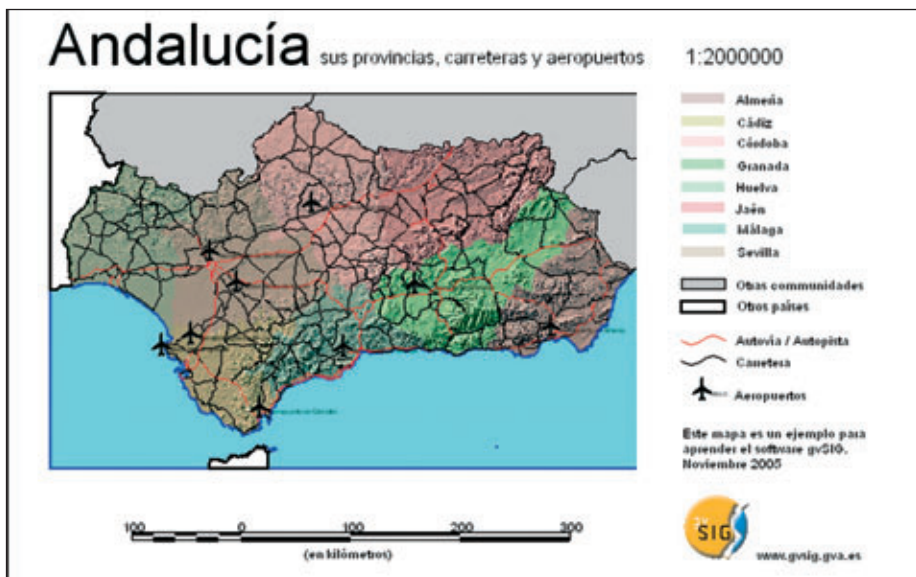 Andalucía sus provincias, carreteras y aeropuertos
1:2000000
Almería
Cádiz
Córdoba
Granada
Huelva
Jaén
Málaga
Sevilla
Otras communidades
Otros países
Autovía / Autopista
Carretera
Aeropuertos
Este mapa es un ejemplo para
aprender el software gvSIG.
Noviembre 2005
SIG
www.gvsig.gva.es
100 0 100 200 300
(en kilómetros)